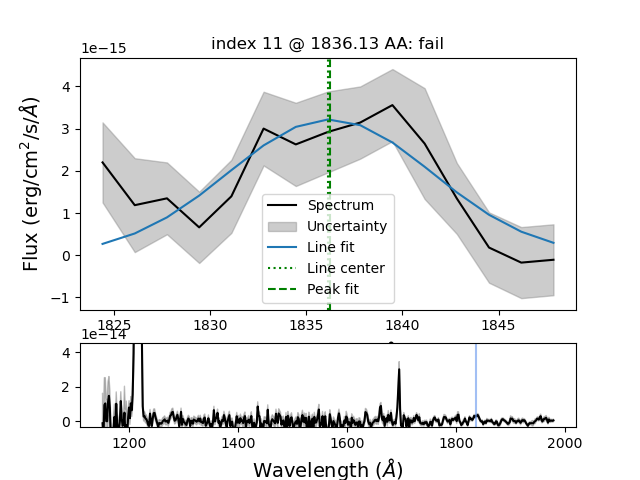 index 11 @ 1836.13 AA: fail
1e−15
4
3
2
1
0
−1
Flux (erg/cm²/s/Å)
Spectrum
Uncertainty
Line fit
Line center
Peak fit
1825 1830 1835 1840 1845
1e−14
4
2
0
1200 1400 1600 1800 2000
Wavelength (Å)